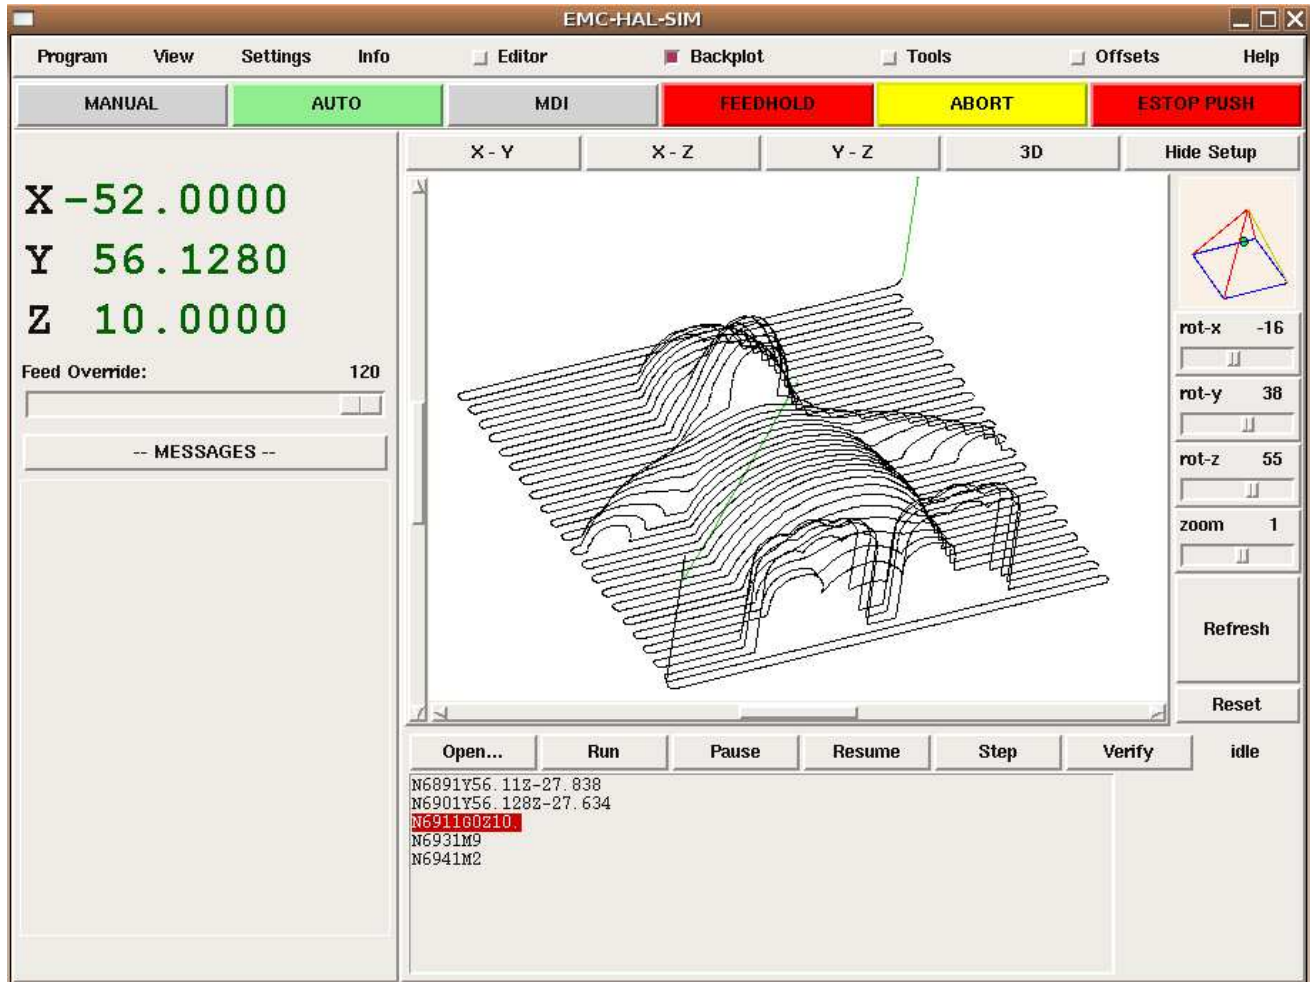 EMC-HAL-SIM
Program View Settings Info Editor Backplot Tools Offsets Help
MANUAL AUTO MDI FEEDHOLD ABORT ESTOP PUSH
X - Y X - Z Y - Z 3D Hide Setup
X -52.0000
Y 56.1280
Z 10.0000
Feed Override: 120
-- MESSAGES --
rot-x -16
rot-y 38
rot-z 55
zoom 1
Refresh
Reset
Open... Run Pause Resume Step Verify idle
N6891Y56.11Z-27.838
N6901Y56.128Z-27.634
N6911G0Z10.
N6931M9
N6941M2